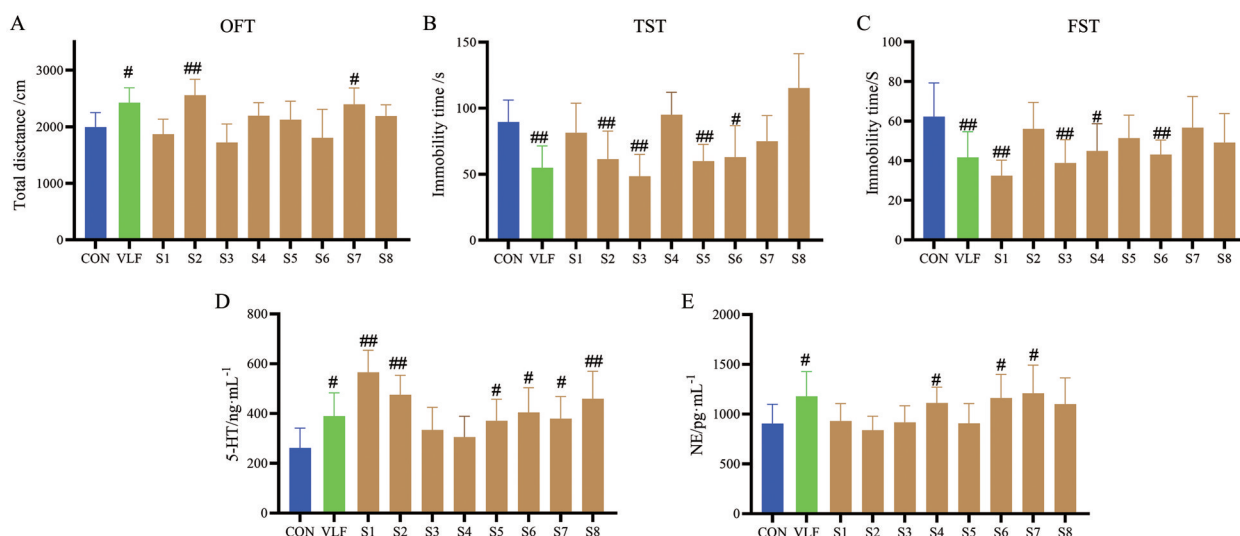 A
OFT
Total disctance /cm
3000
2000
1000
0
#
##
#
CON VLF S1 S2 S3 S4 S5 S6 S7 S8
B
TST
Immobility time /s
150
100
50
0
##
##
##
##
#
CON VLF S1 S2 S3 S4 S5 S6 S7 S8
C
FST
Immobility time/S
100
80
60
40
20
0
##
##
##
#
##
CON VLF S1 S2 S3 S4 S5 S6 S7 S8
D
5-HT/ng·mL⁻¹
800
600
400
200
0
#
##
##
#
#
#
##
CON VLF S1 S2 S3 S4 S5 S6 S7 S8
E
NE/pg·mL⁻¹
2000
1500
1000
500
0
#
#
#
#
CON VLF S1 S2 S3 S4 S5 S6 S7 S8